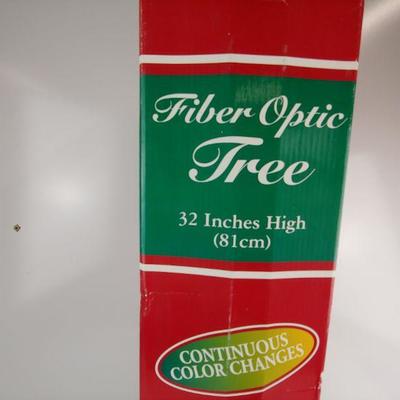 Fiber Optic
Tree
32 Inches High
(81cm)
CONTINUOUS
COLOR CHANGES